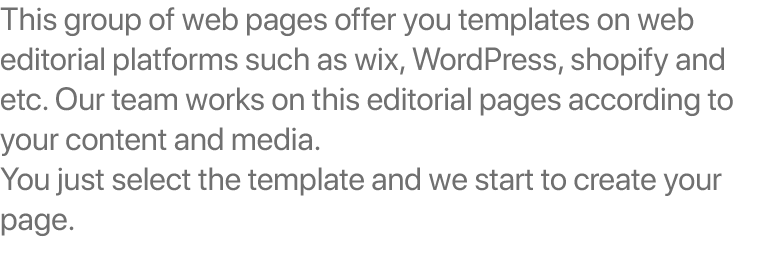 This group of web pages offer you templates on web
editorial platforms such as wix, WordPress, shopify and
etc. Our team works on this editorial pages according to
your content and media.
You just select the template and we start to create your
page.